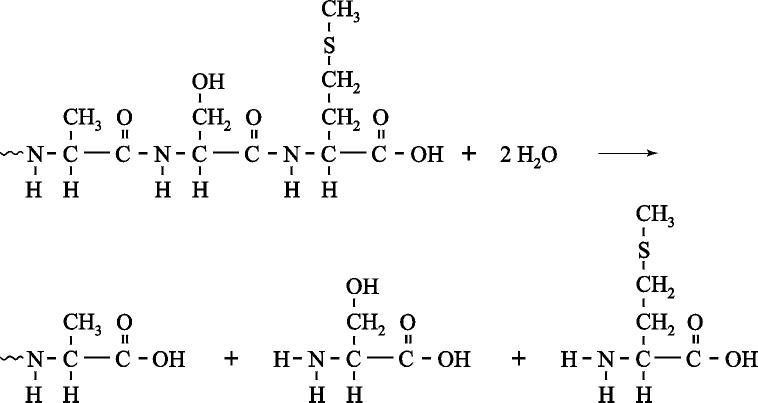 CH₃
S
CH₂
OH
CH₃ O CH₂ O CH₂ O
N - C — C - N - C — C - N - C — C - OH + 2 H₂O ⟶
H H H H H H
CH₃
S
OH CH₂
CH₃ O CH₂ O CH₂ O
N - C — C - OH + H - N - C — C - OH + H - N - C — C - OH
H H H H H H